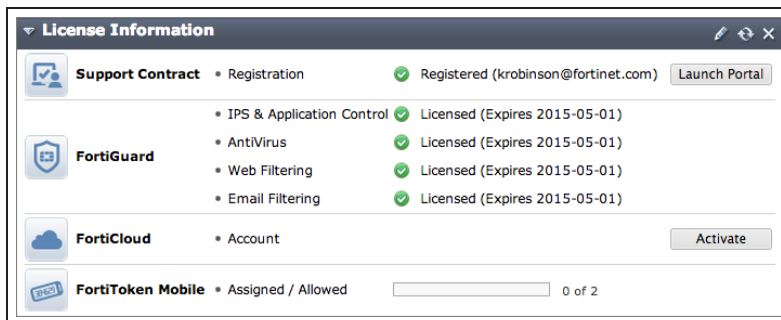 License Information
Support Contract • Registration Registered (krobinson@fortinet.com) Launch Portal
• IPS & Application Control Licensed (Expires 2015-05-01)
• AntiVirus Licensed (Expires 2015-05-01)
FortiGuard
• Web Filtering Licensed (Expires 2015-05-01)
• Email Filtering Licensed (Expires 2015-05-01)
FortiCloud • Account Activate
FortiToken Mobile • Assigned / Allowed 0 of 2